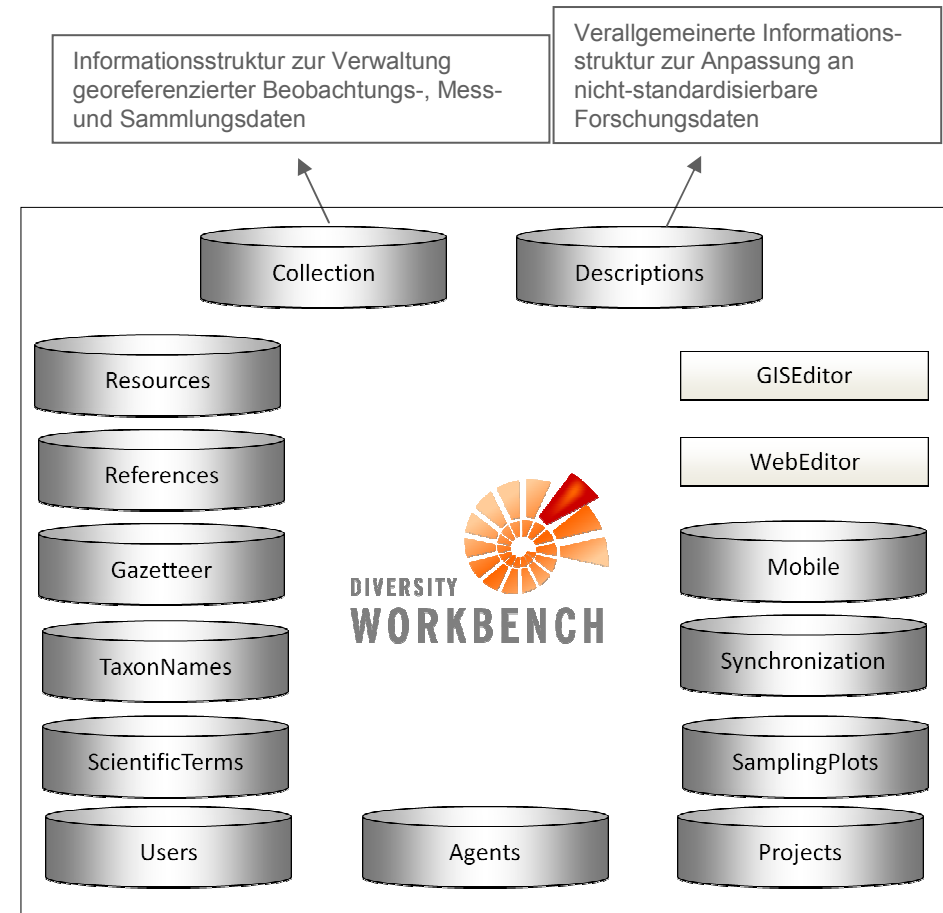 Informationsstruktur zur Verwaltung
georeferenzierter Beobachtungs-, Mess-
und Sammlungsdaten
Verallgemeinerte Informations-
struktur zur Anpassung an
nicht-standardisierbare
Forschungsdaten
Collection
Descriptions
Resources
References
Gazetteer
TaxonNames
ScientificTerms
Users
DIVERSITY
WORKBENCH
Agents
GISEditor
WebEditor
Mobile
Synchronization
SamplingPlots
Projects